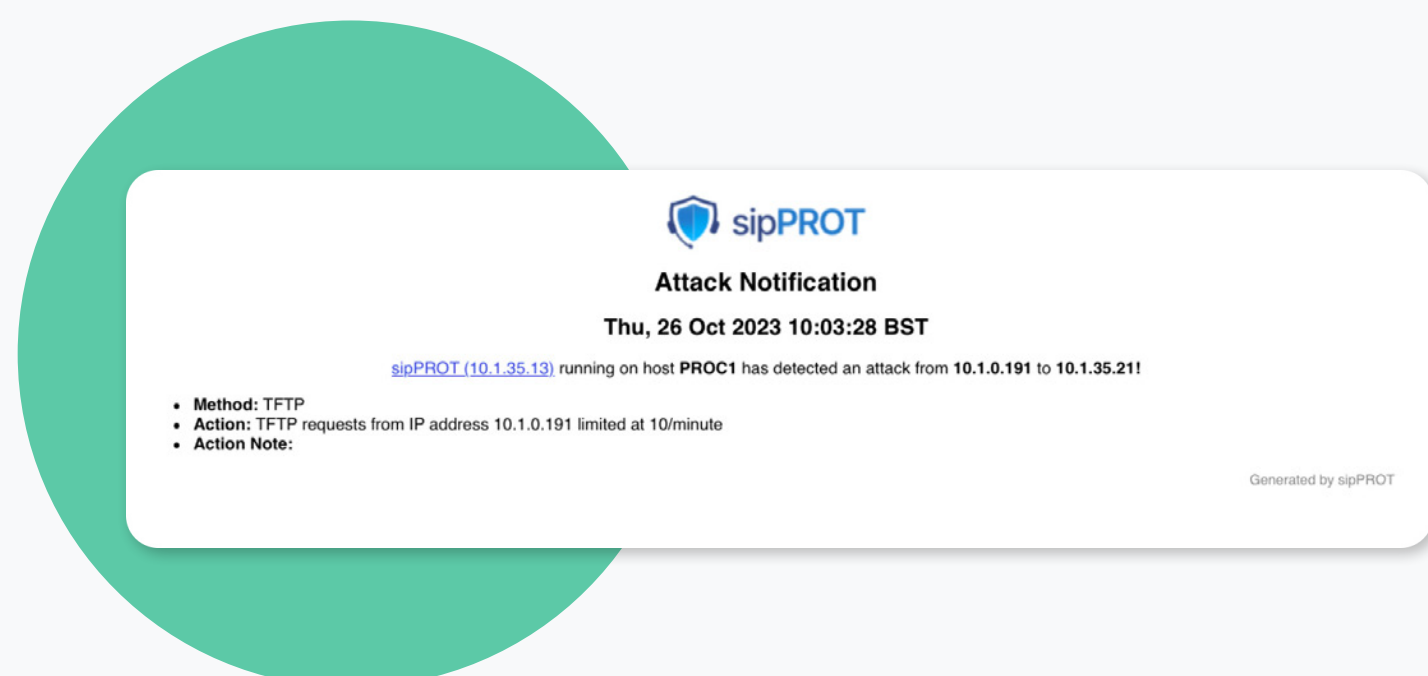 sipPROT
Attack Notification
Thu, 26 Oct 2023 10:03:28 BST
sipPROT (10.1.35.13) running on host PROC1 has detected an attack from 10.1.0.191 to 10.1.35.21!
• Method: TFTP
• Action: TFTP requests from IP address 10.1.0.191 limited at 10/minute
• Action Note:
Generated by sipPROT